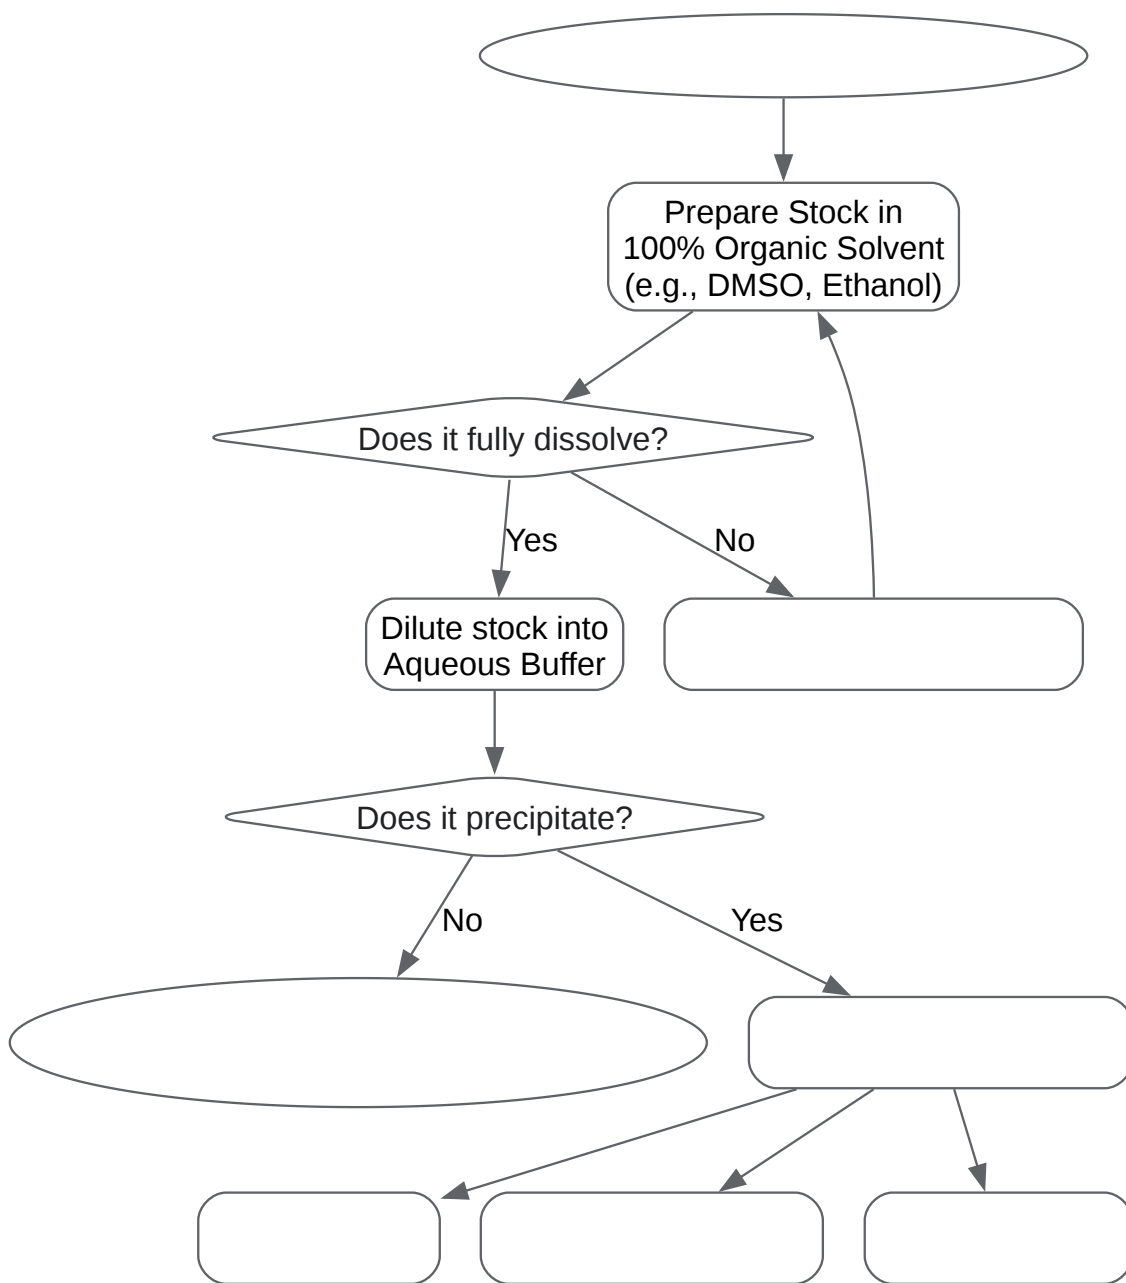 Prepare Stock in
100% Organic Solvent
(e.g., DMSO, Ethanol)
Does it fully dissolve?
Yes
No
Dilute stock into
Aqueous Buffer
Does it precipitate?
No
Yes